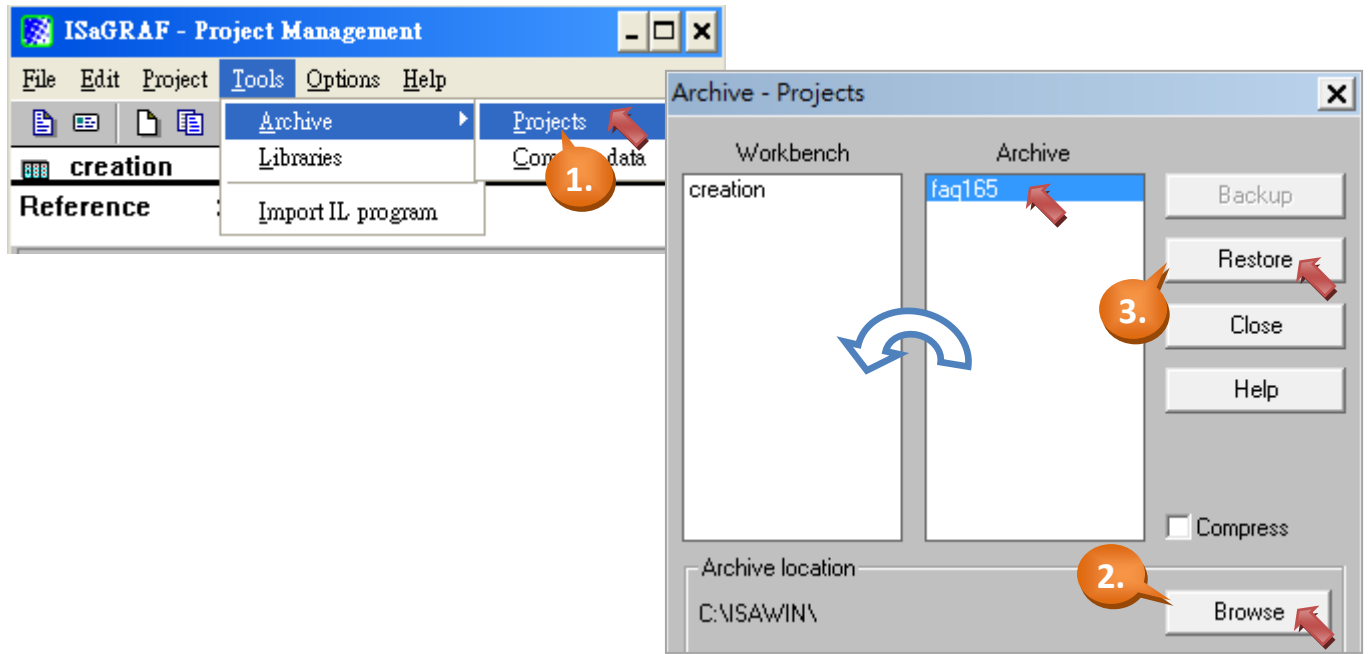 ISaGRAF - Project Management
File Edit Project Tools Options Help
creation
Reference :
Archive
Libraries
Import IL program
Projects
data
1.
Archive - Projects
Workbench
Archive
creation
faq165
Backup
Restore
3.
Close
Help
Compress
Archive location
C:\ISAWIN\
2.
Browse